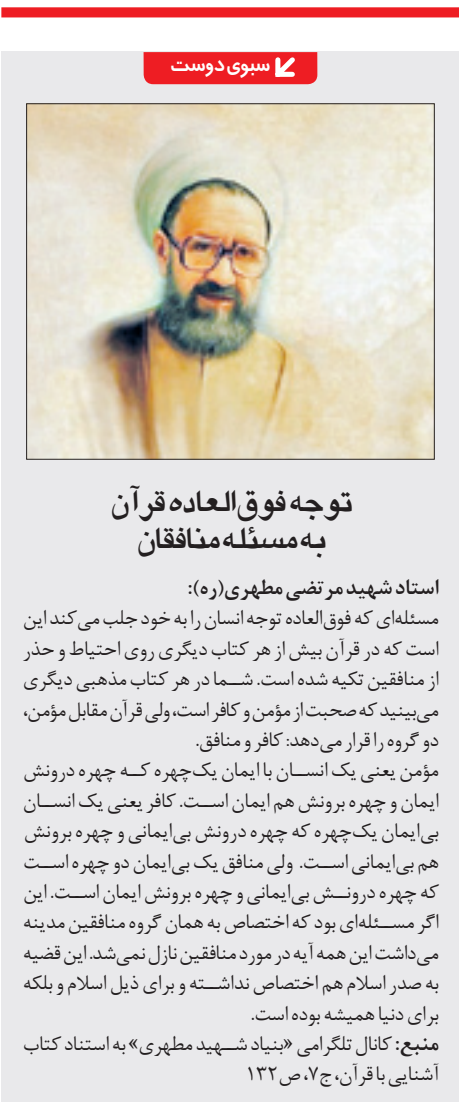 سبوی دوست
توجه فوق‌العاده قرآن
به مسئله منافقان
استاد شهید مرتضی مطهری(ره):
مسئله‌ای که فوق‌العاده توجه انسان را به خود جلب می‌کند این
است که در قرآن بیش از هر کتاب دیگری روی احتیاط و حذر
از منافقین تکیه شده است. شما در هر کتاب مذهبی دیگری
می‌بینید که صحبت از مؤمن و کافر است، ولی قرآن مقابل مؤمن،
دو گروه را قرار می‌دهد: کافر و منافق.
مؤمن یعنی یک انسان با ایمان یک‌چهره که چهره درونش
ایمان و چهره برونش هم ایمان است. کافر یعنی یک انسان
بی‌ایمان یک‌چهره که چهره درونش بی‌ایمانی و چهره برونش
هم بی‌ایمانی است. ولی منافق یک بی‌ایمان دو چهره است
که چهره درونش بی‌ایمانی و چهره برونش ایمان است. این
اگر مسئله‌ای بود که اختصاص به همان گروه منافقین مدینه
می‌داشت این همه آیه در مورد منافقین نازل نمی‌شد. این قضیه
به صدر اسلام هم اختصاص نداشته و برای ذیل اسلام و بلکه
برای دنیا همیشه بوده است.
منبع: کانال تلگرامی «بنیاد شهید مطهری» به استناد کتاب
آشنایی با قرآن، ج۷، ص۱۳۲